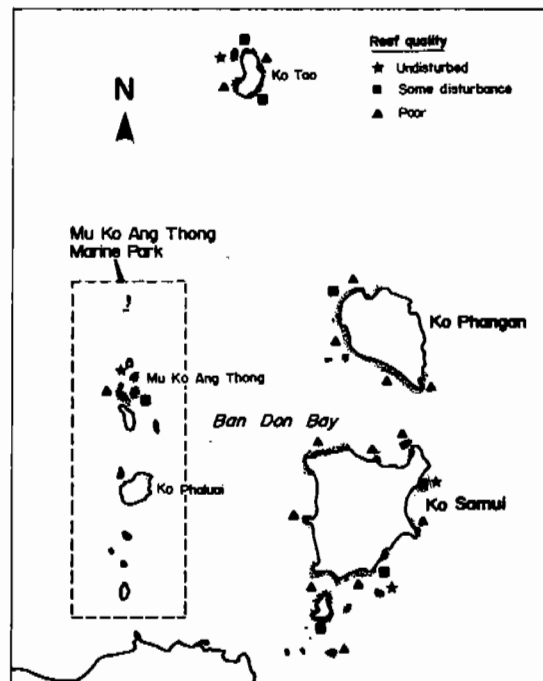 Reef quality
Undisturbed
Some disturbance
Poor
Ko Tao
N
Mu Ko Ang Thong
Marine Park
Ko Phangan
Mu Ko Ang Thong
Ban Don Bay
Ko Phaluai
Ko Samui